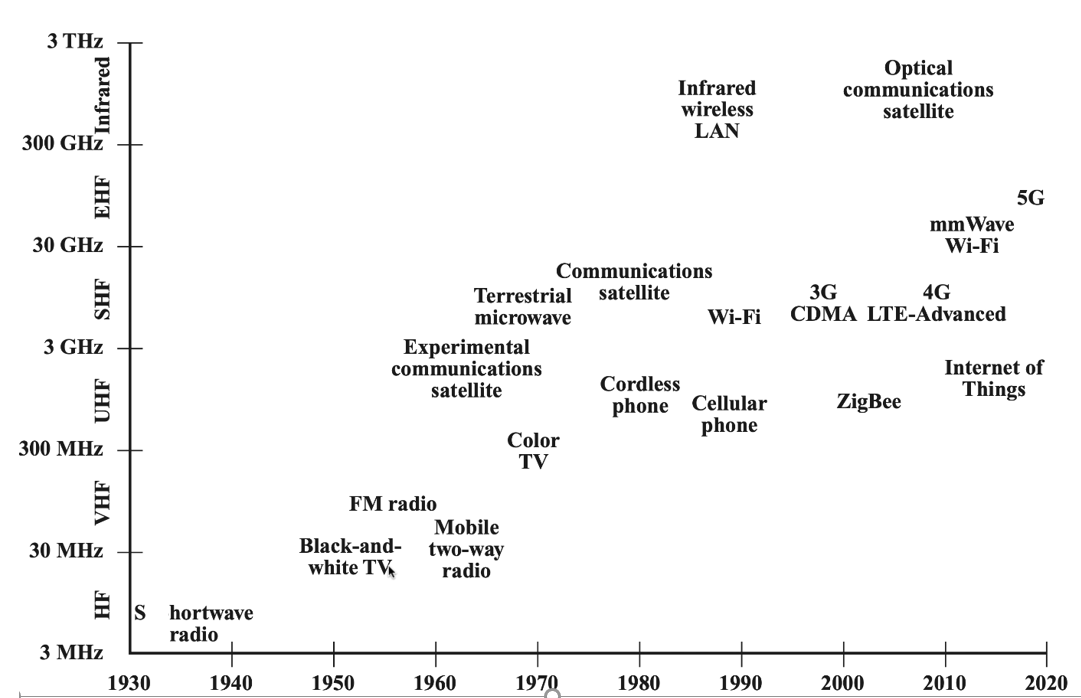 3 THz
Infrared
300 GHz
EHF
30 GHz
SHF
3 GHz
UHF
300 MHz
VHF
30 MHz
HF
3 MHz
Infrared
wireless
LAN
Optical
communications
satellite
5G
mmWave
Wi-Fi
Communications
satellite
Terrestrial
microwave
Wi-Fi
3G
CDMA
4G
LTE-Advanced
Experimental
communications
satellite
Cordless
phone
Cellular
phone
ZigBee
Internet of
Things
Color
TV
FM radio
Black-and-
white TV
Mobile
two-way
radio
S hortwave
radio
1930 1940 1950 1960 1970 1980 1990 2000 2010 2020